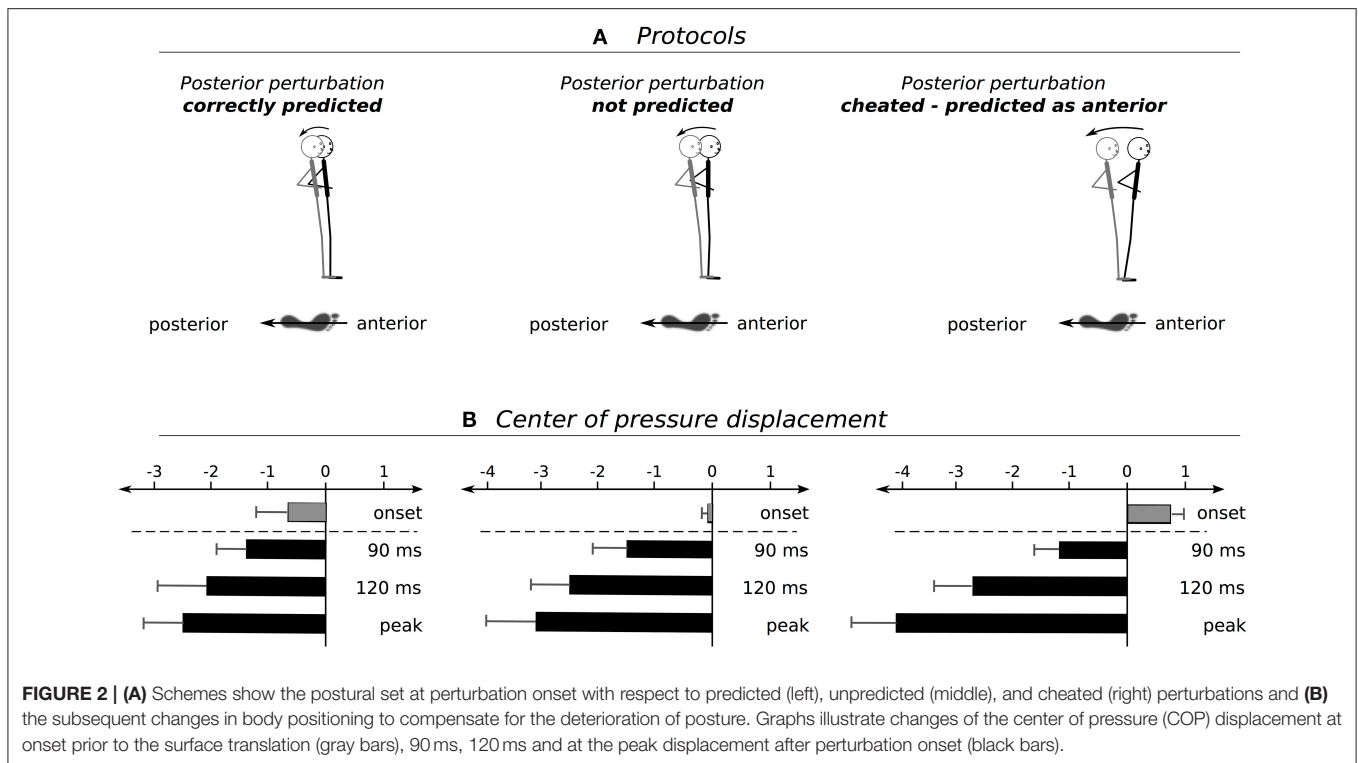 A Protocols
Posterior perturbation
correctly predicted
Posterior perturbation
not predicted
Posterior perturbation
cheated - predicted as anterior
posterior anterior
posterior anterior
posterior anterior
B Center of pressure displacement
-3 -2 -1 0 1
-4 -3 -2 -1 0 1
-4 -3 -2 -1 0 1
onset
onset
onset
90 ms
90 ms
90 ms
120 ms
120 ms
120 ms
peak
peak
peak
FIGURE 2 | (A) Schemes show the postural set at perturbation onset with respect to predicted (left), unpredicted (middle), and cheated (right) perturbations and (B)
the subsequent changes in body positioning to compensate for the deterioration of posture. Graphs illustrate changes of the center of pressure (COP) displacement at
onset prior to the surface translation (gray bars), 90 ms, 120 ms and at the peak displacement after perturbation onset (black bars).